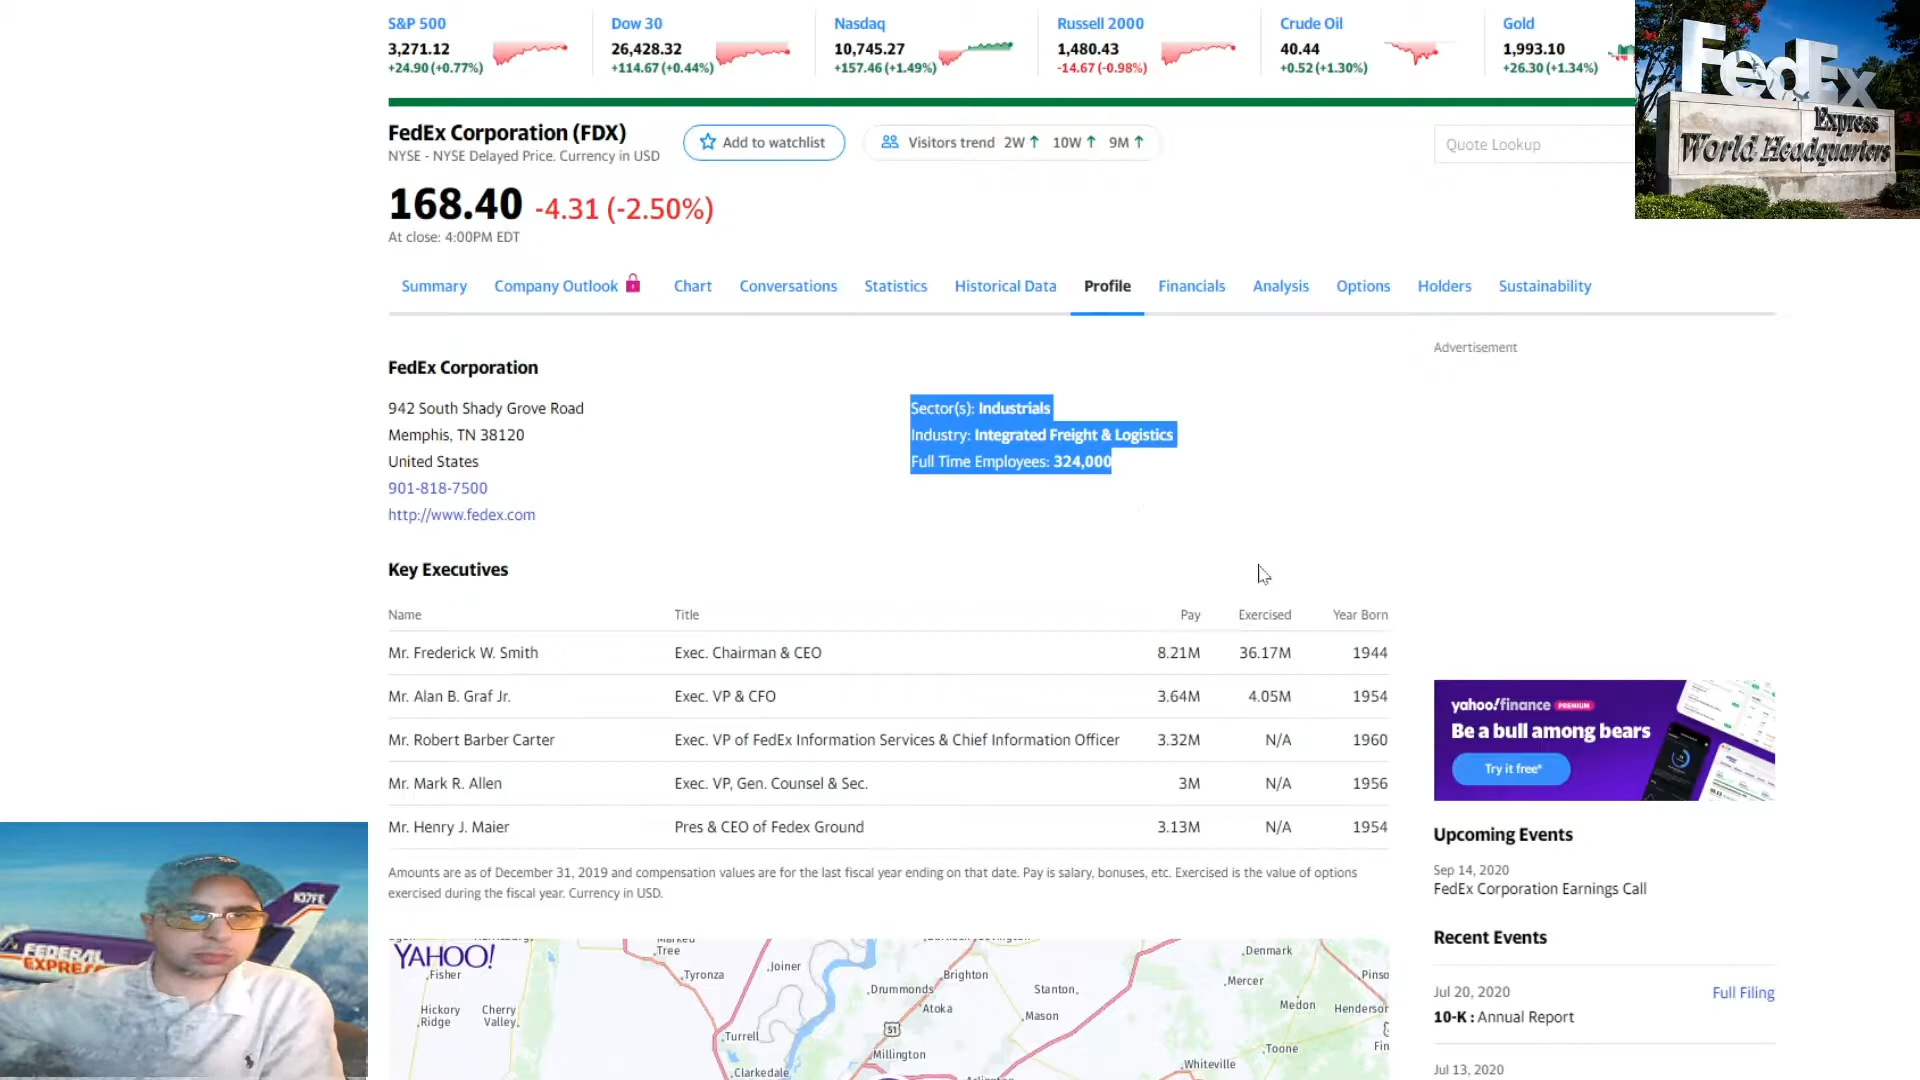 S&P 500
3,271.12
+24.90 (+0.77%)
Dow 30
26,428.32
+114.67 (+0.44%)
Nasdaq
10,745.27
+157.46 (+1.49%)
Russell 2000
1,480.43
-14.67 (-0.98%)
Crude Oil
40.44
+0.52 (+1.30%)
Gold
1,993.10
+26.30 (+1.34%)
FedEx
Express
World Headquarters
FedEx Corporation (FDX)
NYSE - NYSE Delayed Price. Currency in USD
Add to watchlist
Visitors trend 2W ↑ 10W ↑ 9M ↑
Quote Lookup
168.40 -4.31 (-2.50%)
At close: 4:00PM EDT
Summary Company Outlook Chart Conversations Statistics Historical Data Profile Financials Analysis Options Holders Sustainability
Advertisement
FedEx Corporation
942 South Shady Grove Road
Memphis, TN 38120
United States
901-818-7500
http://www.fedex.com
Sector(s): Industrials
Industry: Integrated Freight & Logistics
Full Time Employees: 324,000
Key Executives
Name Title Pay Exercised Year Born
Mr. Frederick W. Smith Exec. Chairman & CEO 8.21M 36.17M 1944
Mr. Alan B. Graf Jr. Exec. VP & CFO 3.64M 4.05M 1954
Mr. Robert Barber Carter Exec. VP of FedEx Information Services & Chief Information Officer 3.32M N/A 1960
Mr. Mark R. Allen Exec. VP, Gen. Counsel & Sec. 3M N/A 1956
Mr. Henry J. Maier Pres & CEO of Fedex Ground 3.13M N/A 1954
Amounts are as of December 31, 2019 and compensation values are for the last fiscal year ending on that date. Pay is salary, bonuses, etc. Exercised is the value of options
exercised during the fiscal year. Currency in USD.
yahoo!finance PREMIUM
Be a bull among bears
Try it free*
Upcoming Events
Sep 14, 2020
FedEx Corporation Earnings Call
Recent Events
Jul 20, 2020
Full Filing
10-K : Annual Report
Jul 13, 2020
FEDERAL
EXPRESS
N37FE
YAHOO!
Marked
Tree
Fisher
Tyronza
Joiner
Brighton
Denmark
Mercer
Drummonds
Stanton
Hickory
Ridge
Cherry
Valley
Atoka
Mason
Medon
51
Turrell
Millington
Toone
Whiteville
Clarkedale